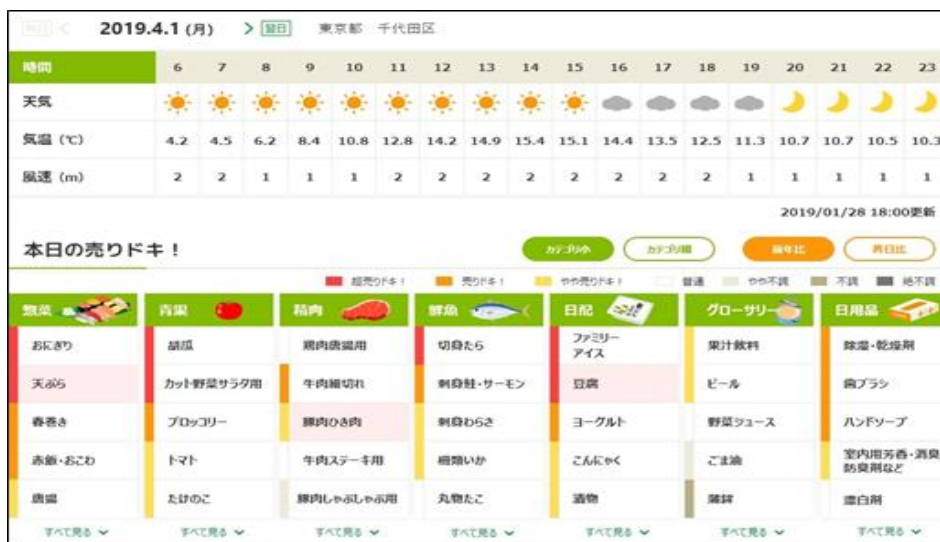 昨日 < 2019.4.1 (月) > 翌日 東京都 千代田区
時間 6 7 8 9 10 11 12 13 14 15 16 17 18 19 20 21 22 23
天気
気温 (℃) 4.2 4.5 6.2 8.4 10.8 12.8 14.2 14.9 15.4 15.1 14.4 13.5 12.5 11.3 10.7 10.7 10.5 10.3
風速 (m) 2 2 1 1 1 2 2 2 2 2 2 2 2 1 1 1 1 1
2019/01/28 18:00更新
本日の売りドキ! カテゴリ小 カテゴリ細 前年比 昨日比
超売りドキ! 売りドキ! やや売りドキ! 普通 やや不調 不調 絶不調
惣菜 青果 精肉 鮮魚 日配 グローサリー 日用品
おにぎり 胡瓜 鶏肉唐揚用 切身たら ファミリー 果汁飲料 除湿・乾燥剤
アイス
天ぷら カット野菜サラダ用 牛肉細切れ 刺身鮭・サーモン 豆腐 ビール 歯ブラシ
春巻き ブロッコリー 豚肉ひき肉 刺身わらさ ヨーグルト 野菜ジュース ハンドソープ
赤飯・おこわ トマト 牛肉ステーキ用 種類いか こんにゃく ごま油 室内用芳香・消臭
防臭剤など
唐揚 たけのこ 豚肉しゃぶしゃぶ用 丸物たこ 漬物 漂白剤
すべて見る すべて見る すべて見る すべて見る すべて見る すべて見る すべて見る